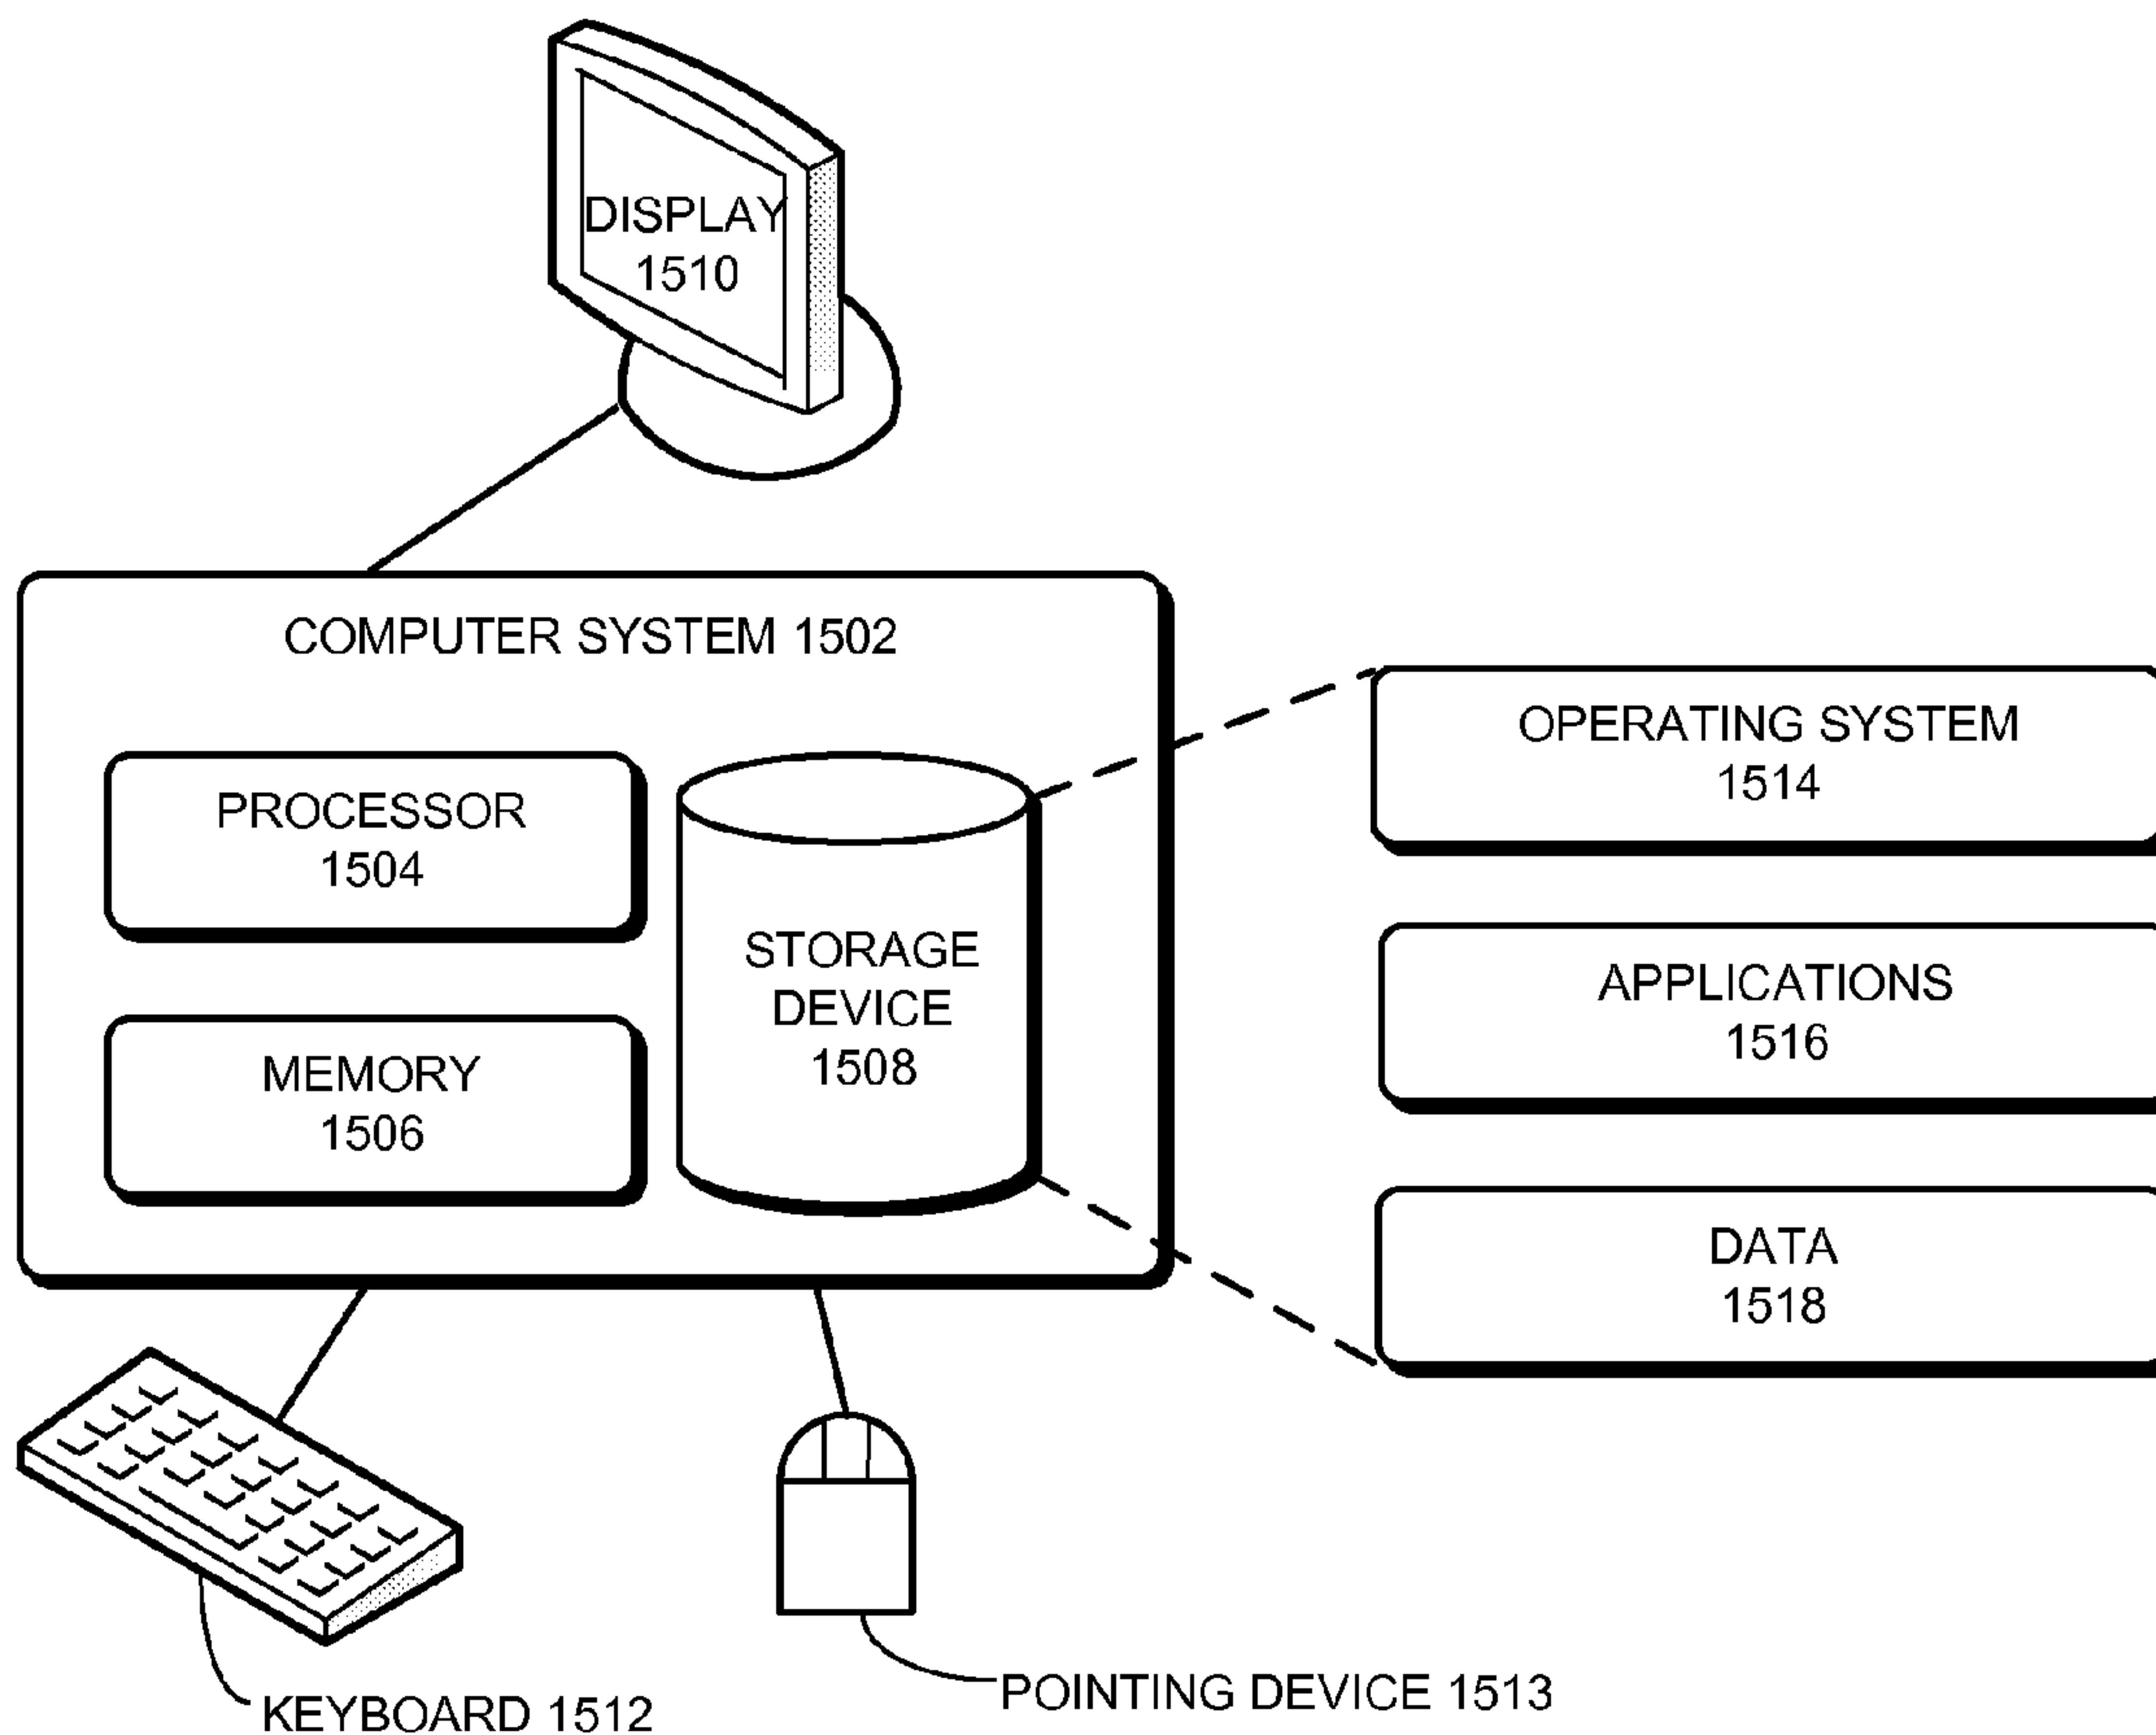 DISPLAY
1510
COMPUTER SYSTEM 1502
PROCESSOR
1504
MEMORY
1506
STORAGE
DEVICE
1508
OPERATING SYSTEM
1514
APPLICATIONS
1516
DATA
1518
KEYBOARD 1512
POINTING DEVICE 1513